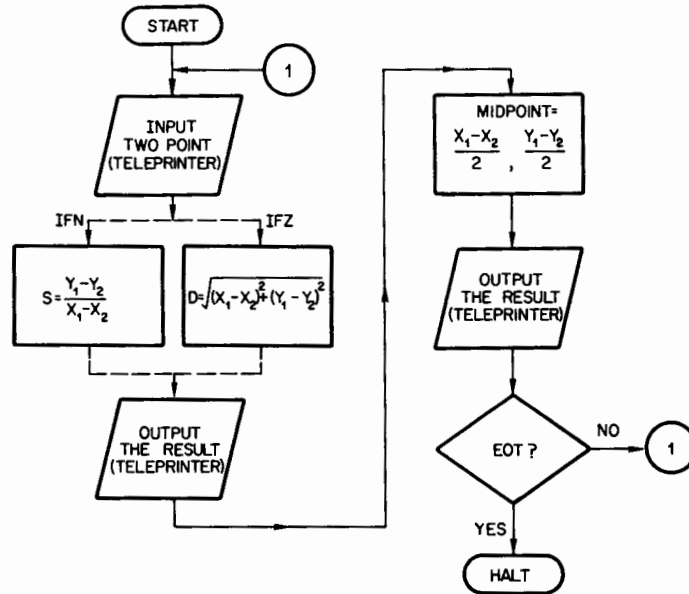 START
1
INPUT
TWO POINT
(TELEPRINTER)
IFN
IFZ
S = Y₁-Y₂ / X₁-X₂
D=√(X₁-X₂)²+(Y₁-Y₂)²
OUTPUT
THE RESULT
(TELEPRINTER)
MIDPOINT=
X₁-X₂ / 2 , Y₁-Y₂ / 2
OUTPUT
THE RESULT
(TELEPRINTER)
EOT ?
NO
1
YES
HALT